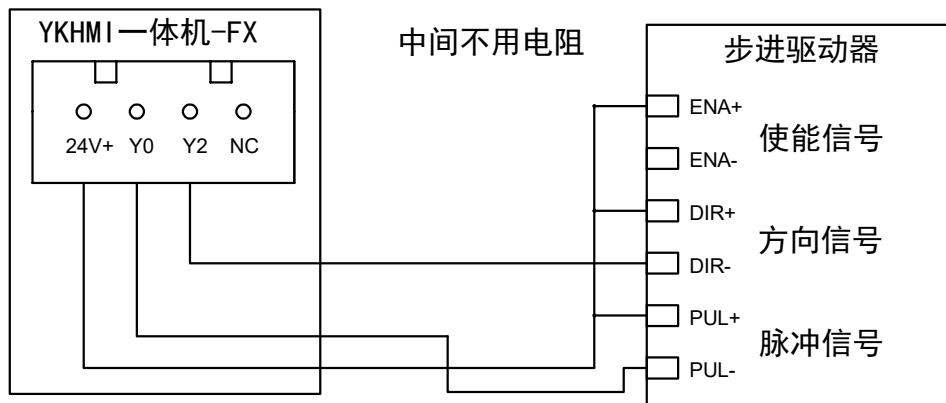 YKHMI一体机-FX
中间不用电阻
步进驱动器
24V+ Y0 Y2 NC
ENA+
使能信号
ENA-
DIR+
方向信号
DIR-
PUL+
脉冲信号
PUL-